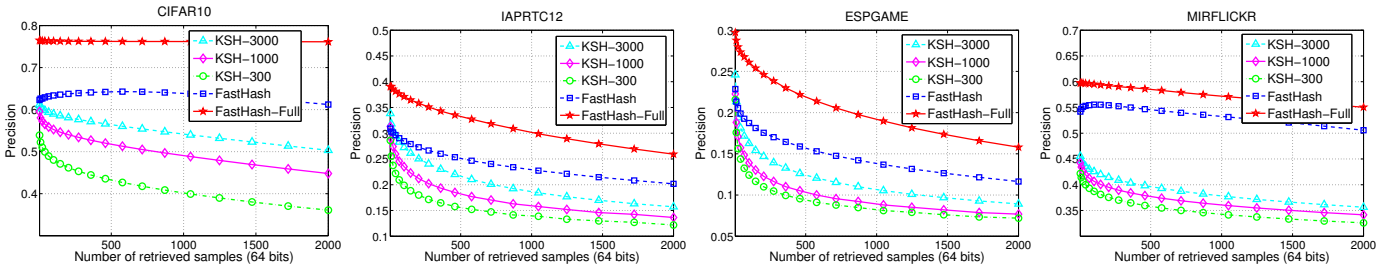 CIFAR10
Precision
0.8
0.7
0.6
0.5
0.4
500
1000
1500
2000
Number of retrieved samples (64 bits)
KSH−3000
KSH−1000
KSH−300
FastHash
FastHash−Full
IAPRTC12
Precision
0.5
0.45
0.4
0.35
0.3
0.25
0.2
0.15
0.1
500
1000
1500
2000
Number of retrieved samples (64 bits)
KSH−3000
KSH−1000
KSH−300
FastHash
FastHash−Full
ESPGAME
Precision
0.3
0.25
0.2
0.15
0.1
0.05
500
1000
1500
2000
Number of retrieved samples (64 bits)
KSH−3000
KSH−1000
KSH−300
FastHash
FastHash−Full
MIRFLICKR
Precision
0.7
0.65
0.6
0.55
0.5
0.45
0.4
0.35
500
1000
1500
2000
Number of retrieved samples (64 bits)
KSH−3000
KSH−1000
KSH−300
FastHash
FastHash−Full